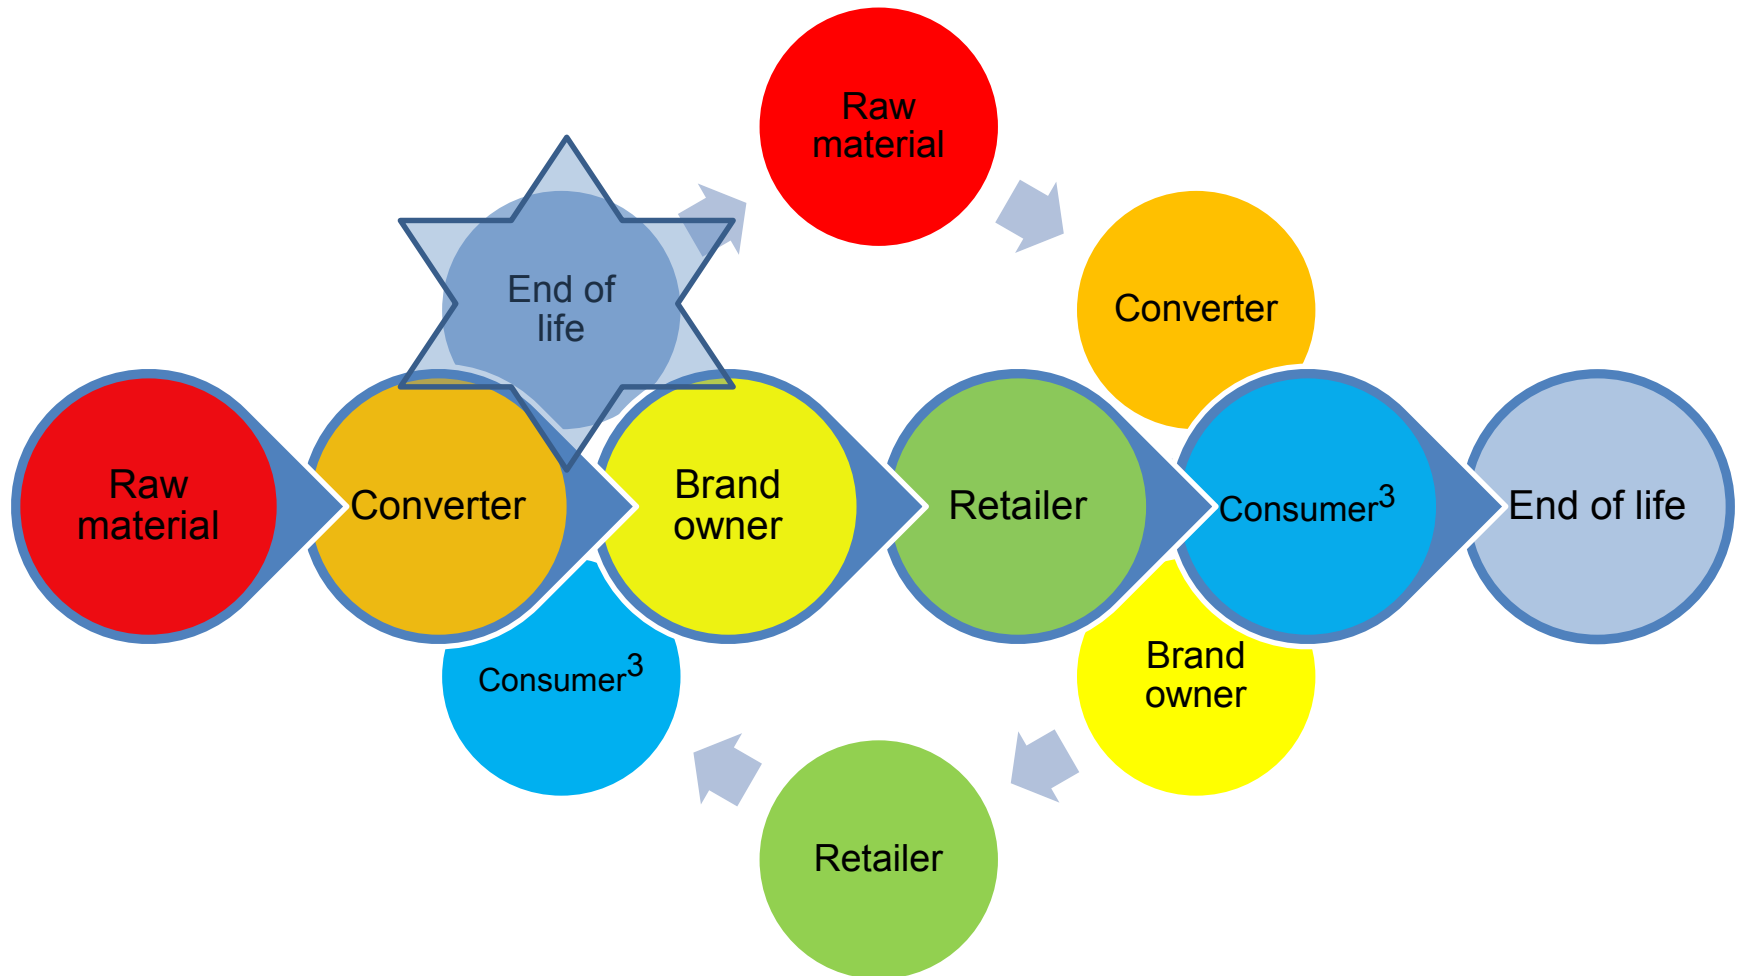 Raw
material
End of
life
Converter
Raw
material
Converter
Brand
owner
Retailer
Consumer3
End of life
Consumer3
Brand
owner
Retailer